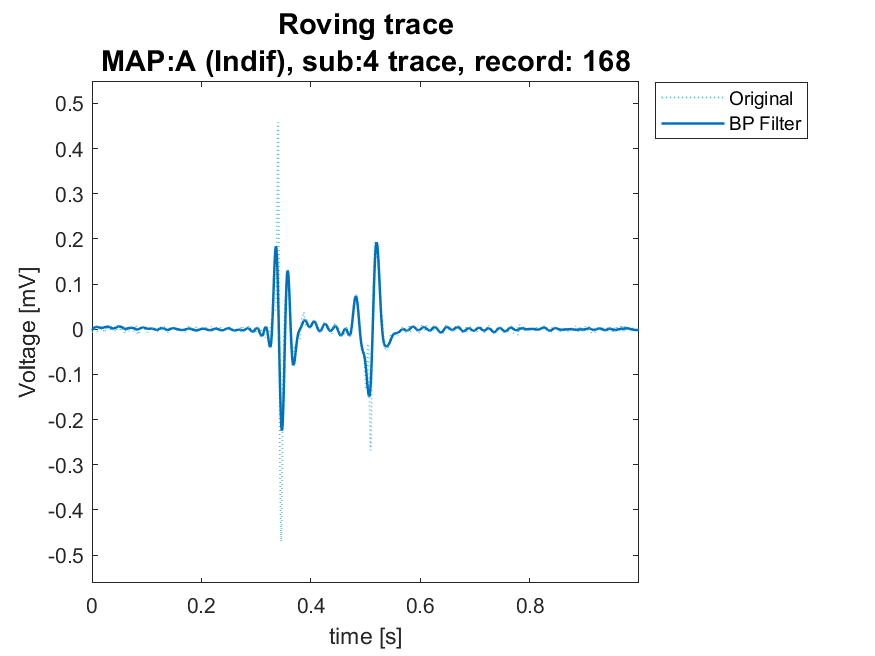 Roving trace
MAP:A (Indif), sub:4 trace, record: 168
Original
BP Filter
0.5
0.4
0.3
0.2
0.1
0
-0.1
-0.2
-0.3
-0.4
-0.5
Voltage [mV]
0 0.2 0.4 0.6 0.8
time [s]